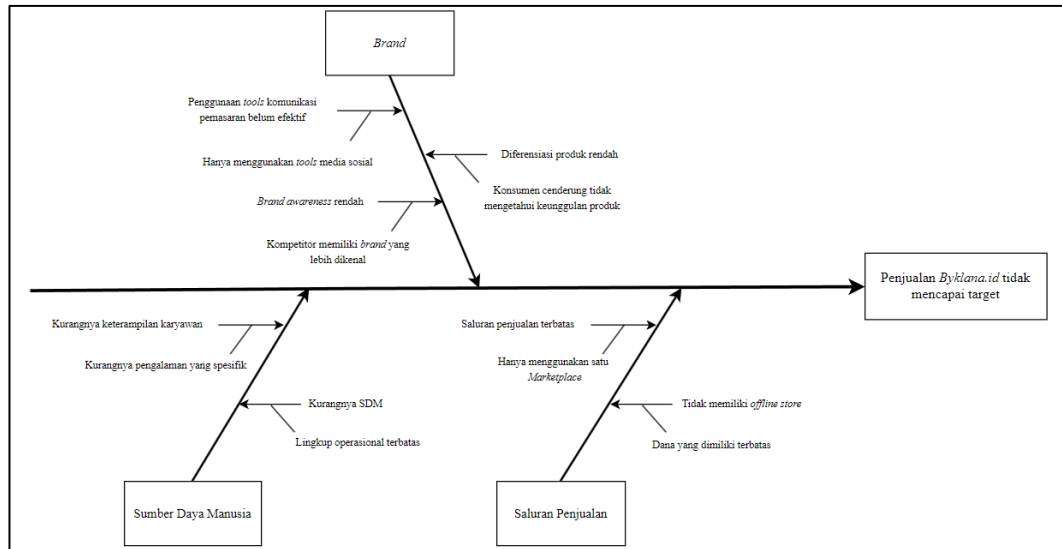 Brand
Penggunaan tools komunikasi
pemasaran belum efektif
Hanya menggunakan tools media sosial
Diferensiasi produk rendah
Konsumen cenderung tidak
mengetahui keunggulan produk
Brand awareness rendah
Kompetitor memiliki brand yang
lebih dikenal
Penjualan Byklana.id tidak
mencapai target
Kurangnya keterampilan karyawan
Kurangnya pengalaman yang spesifik
Kurangnya SDM
Lingkup operasional terbatas
Saluran penjualan terbatas
Hanya menggunakan satu
Marketplace
Tidak memiliki offline store
Dana yang dimiliki terbatas
Sumber Daya Manusia
Saluran Penjualan